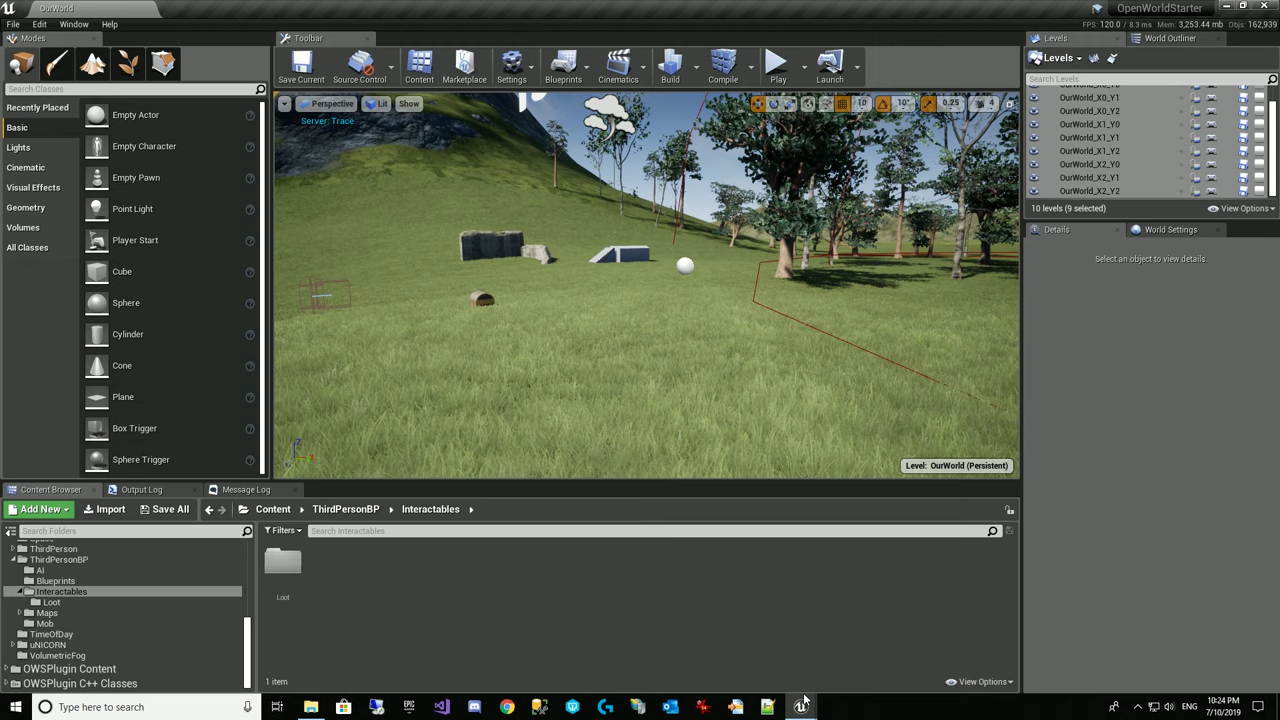 OurWorld
OpenWorldStarter
File Edit Window Help
FPS: 120.0 / 8.3 ms Mem: 3,253.44 mb Objs: 162,939
Modes
Toolbar
Levels
World Outliner
Save Current
Source Control
Content
Marketplace
Settings
Blueprints
Cinematics
Build
Compile
Play
Launch
Levels
Search Classes
Search Levels
Recently Placed
Basic
Lights
Cinematic
Visual Effects
Geometry
Volumes
All Classes
Empty Actor
Empty Character
Empty Pawn
Point Light
Player Start
Cube
Sphere
Cylinder
Cone
Plane
Box Trigger
Sphere Trigger
Perspective
Lit
Show
10
10°
0.25
4
Server: Trace
Level: OurWorld (Persistent)
OurWorld_X0_Y1
OurWorld_X0_Y2
OurWorld_X1_Y0
OurWorld_X1_Y1
OurWorld_X1_Y2
OurWorld_X2_Y0
OurWorld_X2_Y1
OurWorld_X2_Y2
10 levels (9 selected)
View Options
Details
World Settings
Select an object to view details.
Content Browser
Output Log
Message Log
Add New
Import
Save All
Content
ThirdPersonBP
Interactables
Search Folders
Filters
Search Interactables
ThirdPerson
ThirdPersonBP
AI
Blueprints
Interactables
Loot
Maps
Mob
TimeOfDay
uNICORN
VolumetricFog
OWSPlugin Content
OWSPlugin C++ Classes
Loot
1 item
View Options
Type here to search
10:24 PM
7/10/2019